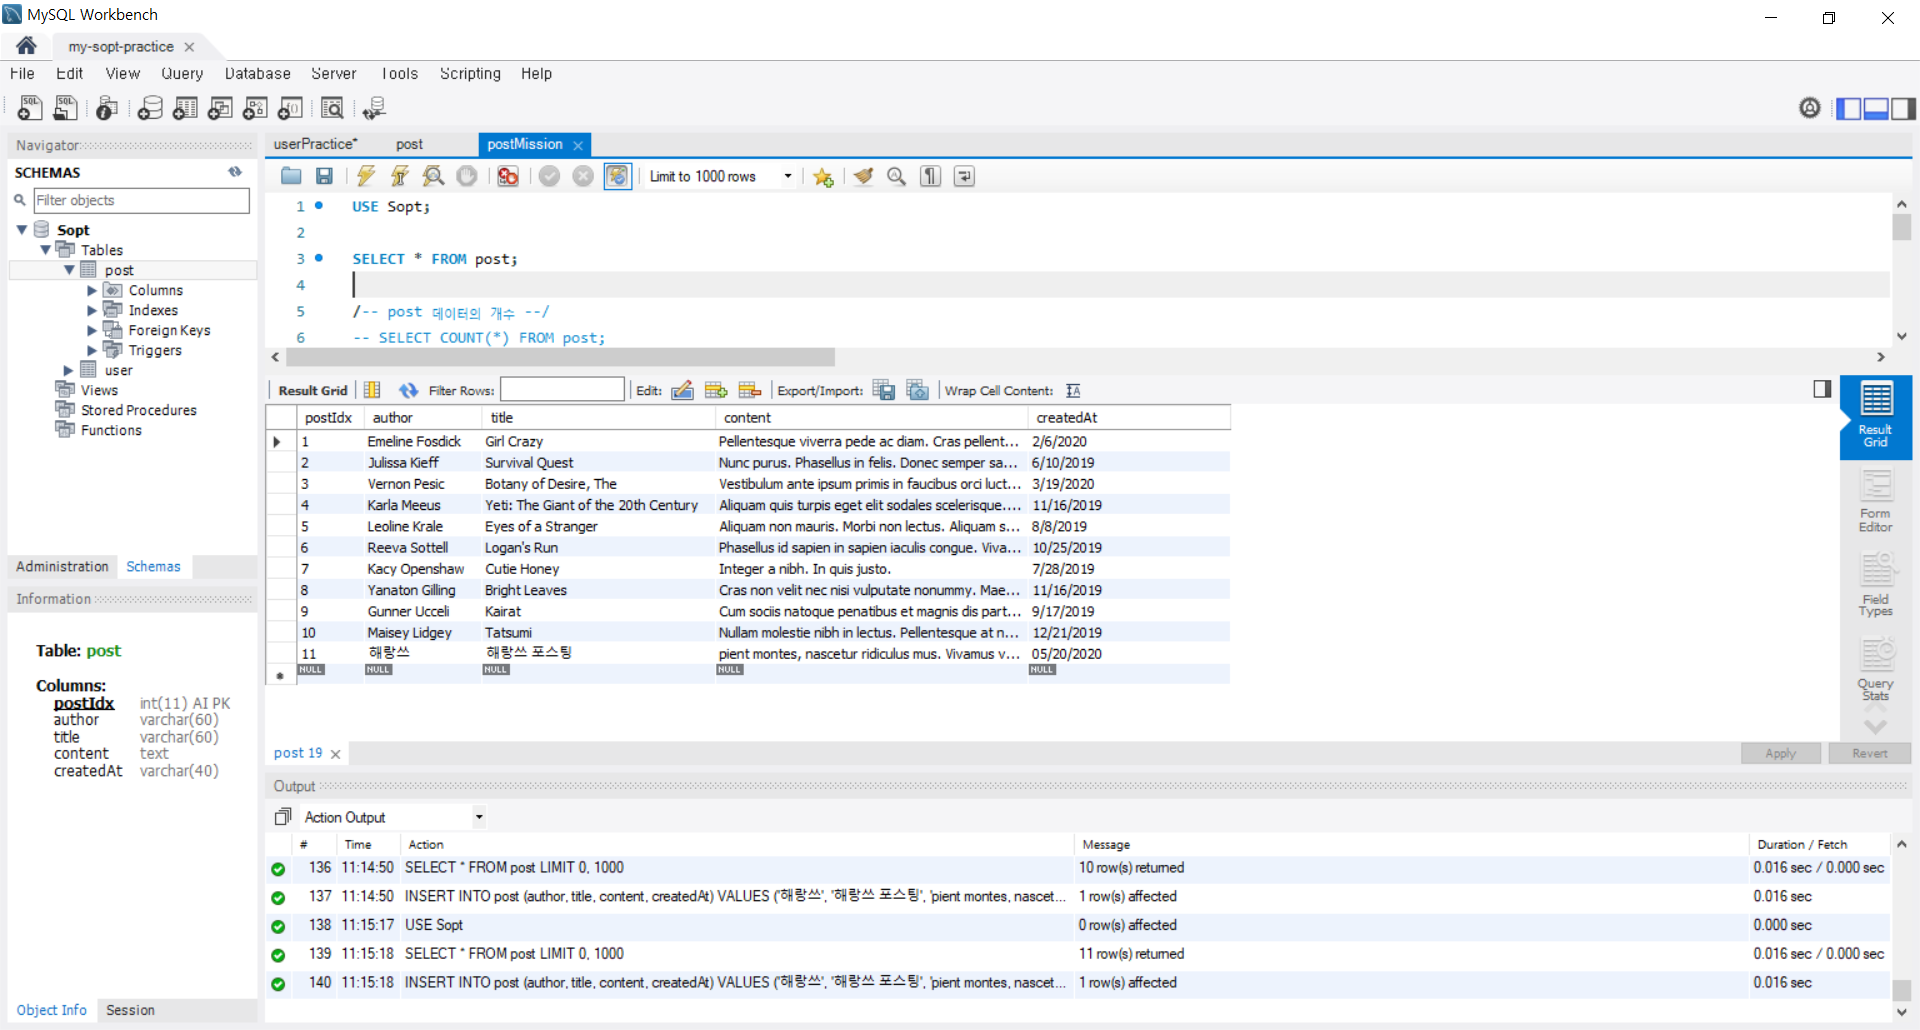 MySQL Workbench
my-sopt-practice
File Edit View Query Database Server Tools Scripting Help
Navigator
SCHEMAS
Filter objects
Sopt
Tables
post
Columns
Indexes
Foreign Keys
Triggers
user
Views
Stored Procedures
Functions
Administration Schemas
Information
Table: post
Columns:
postIdx int(11) AI PK
author varchar(60)
title varchar(60)
content text
createdAt varchar(40)
Object Info Session
userPractice* post postMission
Limit to 1000 rows
1 USE Sopt;
2
3 SELECT * FROM post;
4
5 /-- post 데이터의 개수 --/
6 -- SELECT COUNT(*) FROM post;
Result Grid Filter Rows: Edit: Export/Import: Wrap Cell Content:
postIdx author title content createdAt
1 Emeline Fosdick Girl Crazy Pellentesque viverra pede ac diam. Cras pellent... 2/6/2020
2 Julissa Kieff Survival Quest Nunc purus. Phasellus in felis. Donec semper sa... 6/10/2019
3 Vernon Pesic Botany of Desire, The Vestibulum ante ipsum primis in faucibus orci luct... 3/19/2020
4 Karla Meeus Yeti: The Giant of the 20th Century Aliquam quis turpis eget elit sodales scelerisque.... 11/16/2019
5 Leoline Krale Eyes of a Stranger Aliquam non mauris. Morbi non lectus. Aliquam s... 8/8/2019
6 Reeva Sottell Logan's Run Phasellus id sapien in sapien iaculis congue. Viva... 10/25/2019
7 Kacy Openshaw Cutie Honey Integer a nibh. In quis justo. 7/28/2019
8 Yanaton Gilling Bright Leaves Cras non velit nec nisi vulputate nonummy. Mae... 11/16/2019
9 Gunner Ucceli Kairat Cum sociis natoque penatibus et magnis dis part... 9/17/2019
10 Maisey Lidgey Tatsumi Nullam molestie nibh in lectus. Pellentesque at n... 12/21/2019
11 해랑쓰 해랑쓰 포스팅 pient montes, nascetur ridiculus mus. Vivamus v... 05/20/2020
NULL NULL NULL NULL NULL
Result Grid
Form Editor
Field Types
Query Stats
post 19
Apply Revert
Output
Action Output
# Time Action Message Duration / Fetch
136 11:14:50 SELECT * FROM post LIMIT 0, 1000 10 row(s) returned 0.016 sec / 0.000 sec
137 11:14:50 INSERT INTO post (author, title, content, createdAt) VALUES ('해랑쓰', '해랑쓰 포스팅', 'pient montes, nascet... 1 row(s) affected 0.016 sec
138 11:15:17 USE Sopt 0 row(s) affected 0.000 sec
139 11:15:18 SELECT * FROM post LIMIT 0, 1000 11 row(s) returned 0.016 sec / 0.000 sec
140 11:15:18 INSERT INTO post (author, title, content, createdAt) VALUES ('해랑쓰', '해랑쓰 포스팅', 'pient montes, nascet... 1 row(s) affected 0.016 sec